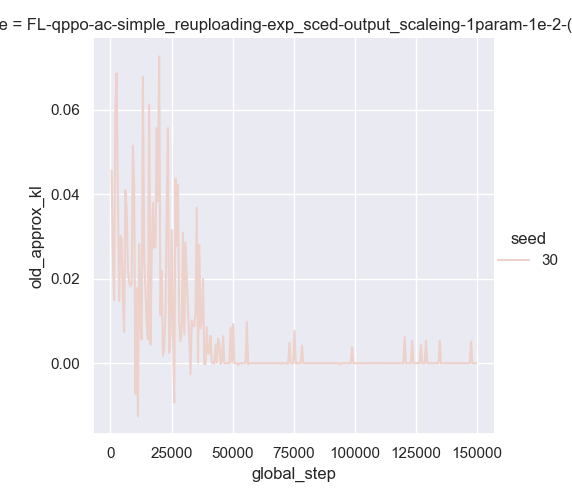 e = FL-qppo-ac-simple_reuploading-exp_sced-output_scaleing-1param-1e-2-(
0.06
0.04
0.02
0.00
old_approx_kl
0 25000 50000 75000 100000 125000 150000
global_step
seed
30